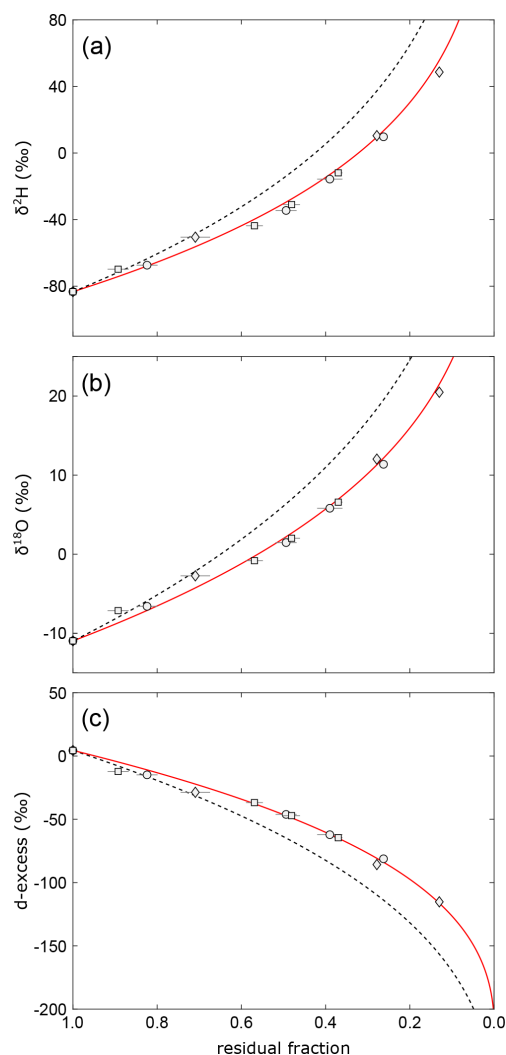 (a)
80
40
0
-40
-80
δ²H (‰)
(b)
20
10
0
-10
δ¹⁸O (‰)
(c)
50
0
-50
-100
-150
-200
d-excess (‰)
1.0 0.8 0.6 0.4 0.2 0.0
residual fraction